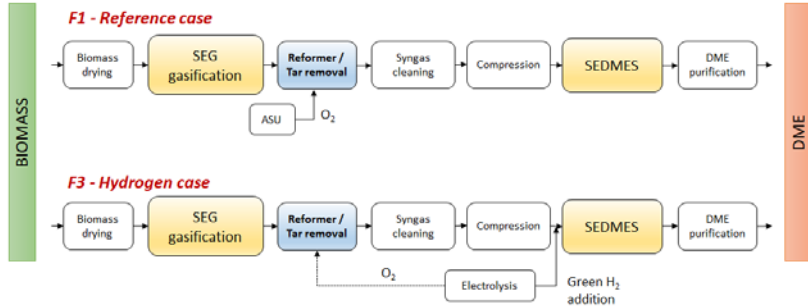 F1 - Reference case
BIOMASS
Biomass
drying
SEG
gasification
Reformer /
Tar removal
Syngas
cleaning
Compression
SEDMES
DME
purification
ASU
O2
DME
F3 - Hydrogen case
Biomass
drying
SEG
gasification
Reformer /
Tar removal
Syngas
cleaning
Compression
SEDMES
DME
purification
O2
Electrolysis
Green H2
addition